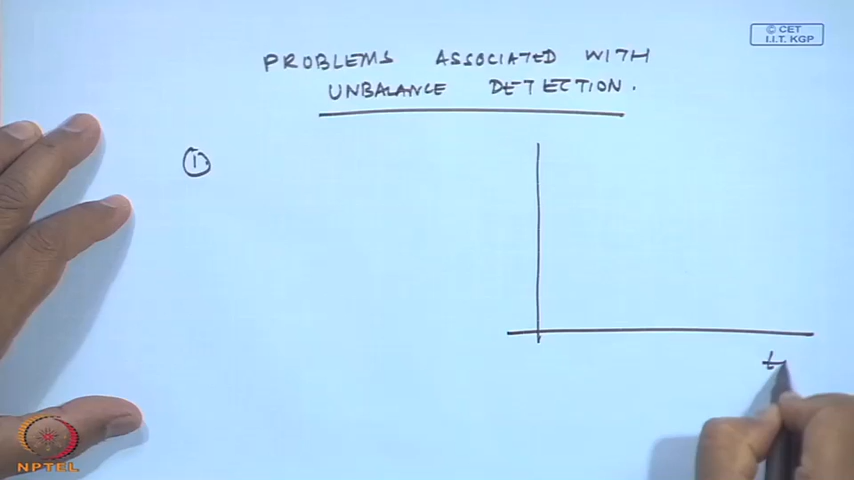 © CET
I.I.T. KGP
PROBLEMS ASSOCIATED WITH
UNBALANCE DETECTION.
1
t
NPTEL